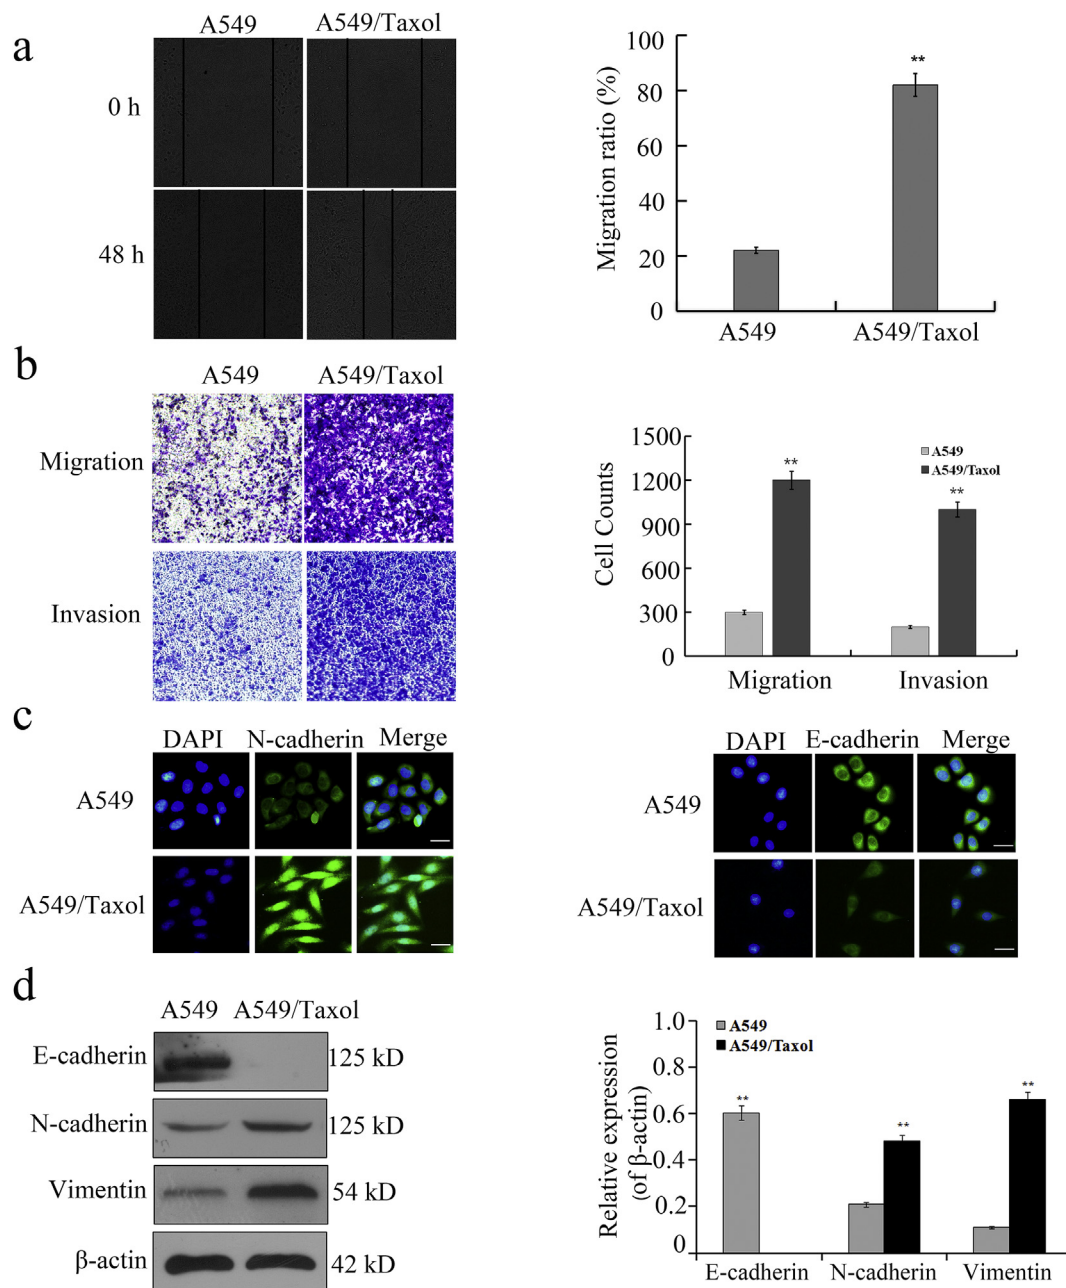 a
A549 A549/Taxol
0 h
48 h
Migration ratio (%)
100
80
60
40
20
0
**
A549 A549/Taxol
b
A549 A549/Taxol
Migration
Invasion
Cell Counts
1500
1200
900
600
300
0
A549
A549/Taxol
**
**
Migration Invasion
c
DAPI N-cadherin Merge
A549
A549/Taxol
DAPI E-cadherin Merge
A549
A549/Taxol
d
A549 A549/Taxol
E-cadherin 125 kD
N-cadherin 125 kD
Vimentin 54 kD
β-actin 42 kD
Relative expression
(of β-actin)
1.0
0.8
0.6
0.4
0.2
0
A549
A549/Taxol
**
**
**
E-cadherin N-cadherin Vimentin